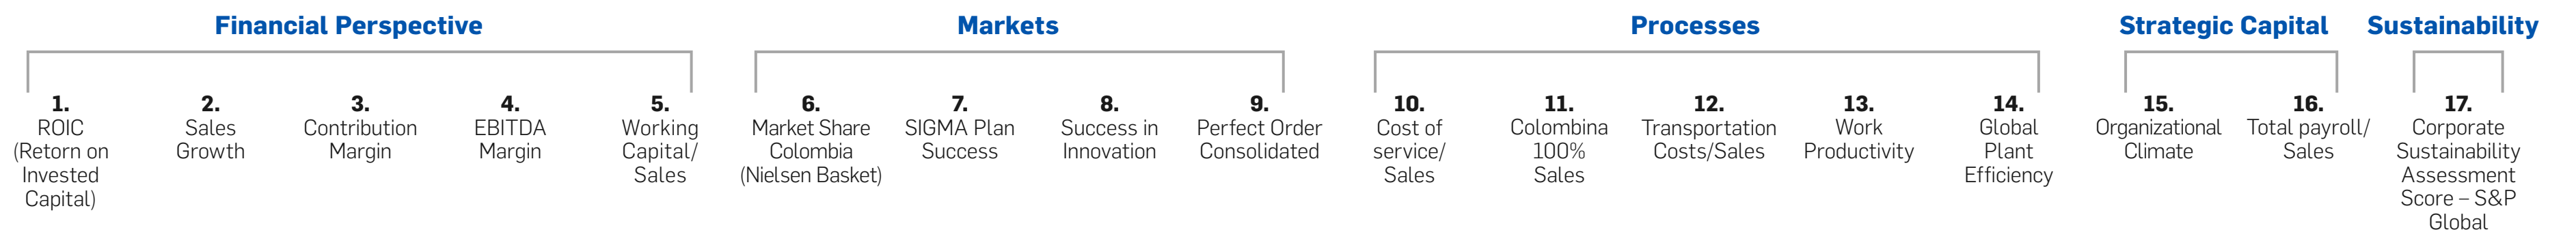 Financial Perspective
1.
ROIC
(Retorn on
Invested
Capital)
2.
Sales
Growth
3.
Contribution
Margin
4.
EBITDA
Margin
5.
Working
Capital/
Sales
Markets
6.
Market Share
Colombia
(Nielsen Basket)
7.
SIGMA Plan
Success
8.
Success in
Innovation
9.
Perfect Order
Consolidated
Processes
10.
Cost of
service/
Sales
11.
Colombina
100%
Sales
12.
Transportation
Costs/Sales
13.
Work
Productivity
14.
Global
Plant
Efficiency
Strategic Capital
15.
Organizational
Climate
16.
Total payroll/
Sales
Sustainability
17.
Corporate
Sustainability
Assessment
Score – S&P
Global